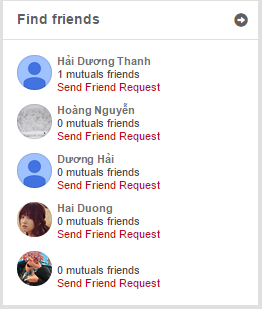 Find friends
Hải Dương Thanh
1 mutuals friends
Send Friend Request
Hoàng Nguyễn
0 mutuals friends
Send Friend Request
Dương Hải
0 mutuals friends
Send Friend Request
Hai Duong
0 mutuals friends
Send Friend Request
0 mutuals friends
Send Friend Request